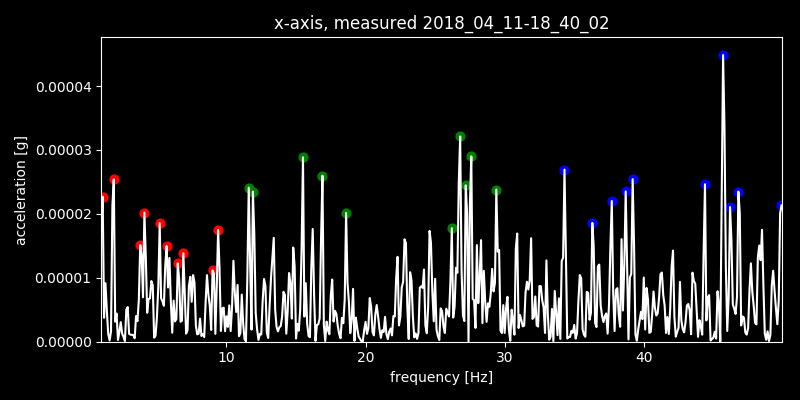 x-axis, measured 2018_04_11-18_40_02
acceleration [g]
0.00004
0.00003
0.00002
0.00001
0.00000
10 20 30 40
frequency [Hz]